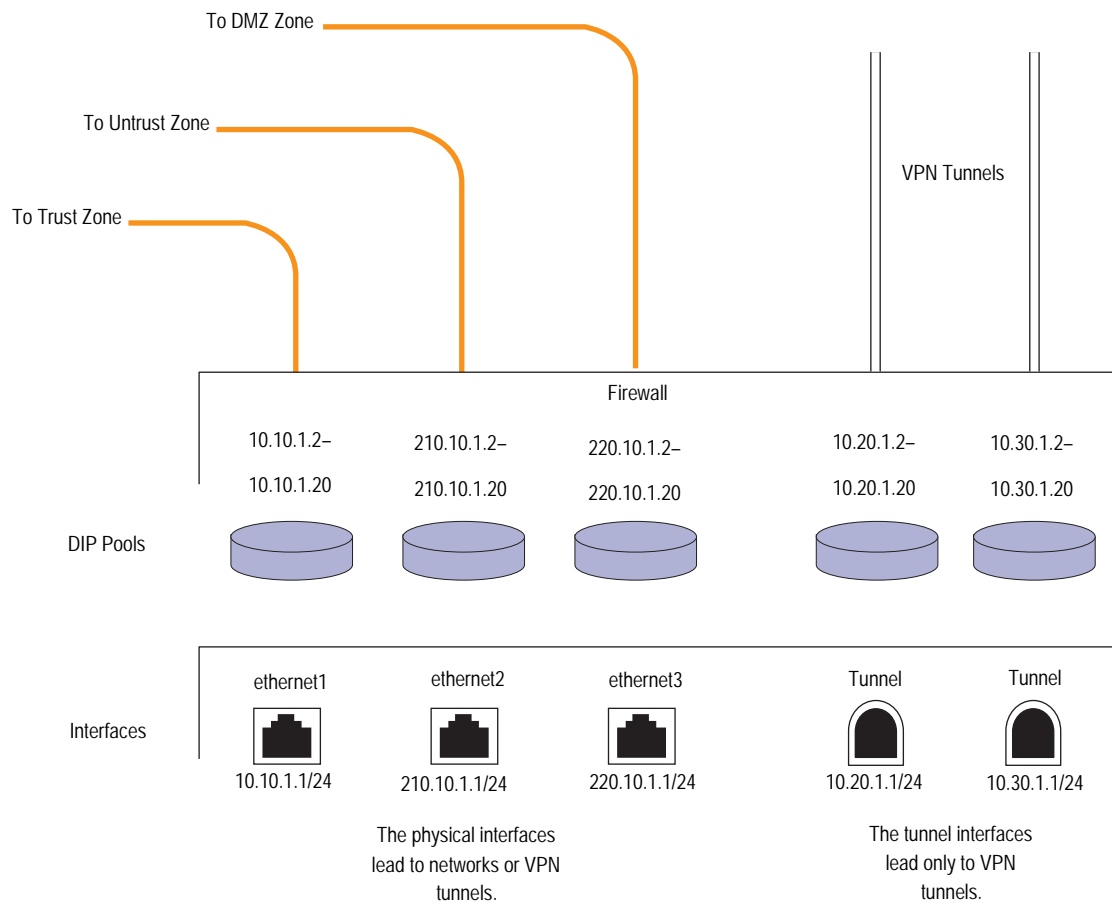 To DMZ Zone
To Untrust Zone
VPN Tunnels
To Trust Zone
Firewall
10.10.1.2–
10.10.1.20
210.10.1.2–
210.10.1.20
220.10.1.2–
220.10.1.20
10.20.1.2–
10.20.1.20
10.30.1.2–
10.30.1.20
DIP Pools
ethernet1
ethernet2
ethernet3
Tunnel
Tunnel
Interfaces
10.10.1.1/24
210.10.1.1/24
220.10.1.1/24
10.20.1.1/24
10.30.1.1/24
The physical interfaces
lead to networks or VPN
tunnels.
The tunnel interfaces
lead only to VPN
tunnels.